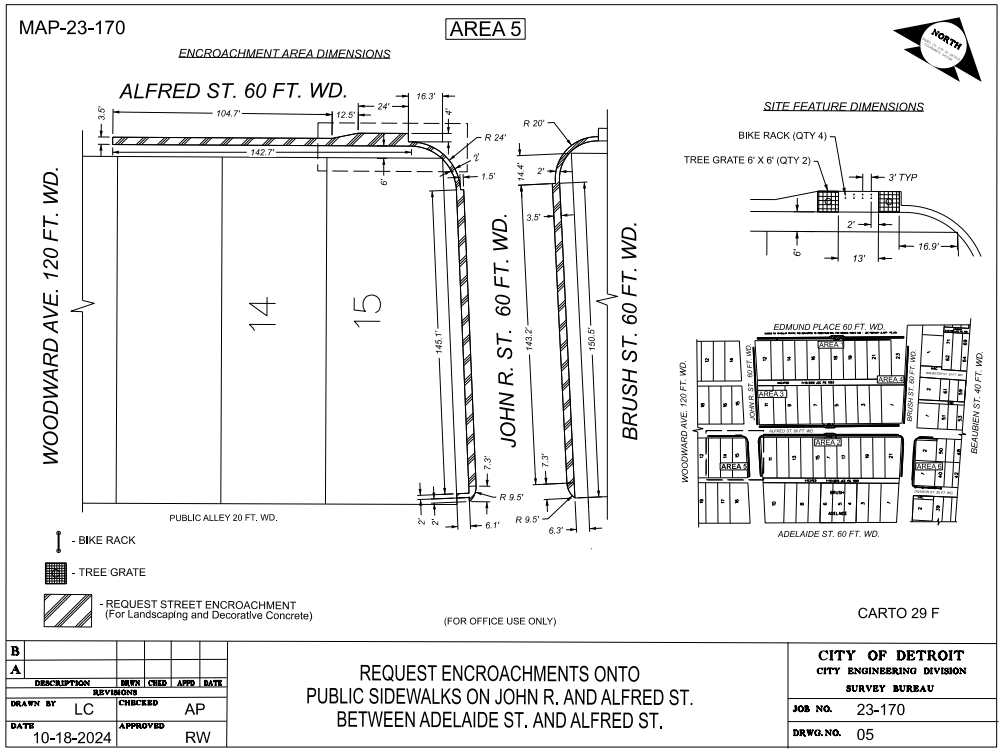 MAP-23-170
AREA 5
NORTH
ENCROACHMENT AREA DIMENSIONS
ALFRED ST. 60 FT. WD.
3.5'
104.7'
12.5'
24'
16.3'
4'
142.7'
R 24'
2'
6'
1.5'
R 20'
14.4'
2'
3.5'
WOODWARD AVE. 120 FT. WD.
14
15
145.1'
JOHN R. ST. 60 FT. WD.
143.2'
150.5'
BRUSH ST. 60 FT. WD.
7.3'
R 9.5'
2'
2'
6.1'
7.3'
R 9.5'
6.3'
PUBLIC ALLEY 20 FT. WD.
SITE FEATURE DIMENSIONS
BIKE RACK (QTY 4)
TREE GRATE 6' X 6' (QTY 2)
3' TYP
2'
6'
13'
16.9'
EDMUND PLACE 60 FT. WD.
AREA 1
AREA 4
AREA 3
ALFRED ST. 60 FT. WD.
AREA 2
AREA 5
AREA 6
WOODWARD AVE. 120 FT. WD.
JOHN R. ST. 60 FT. WD.
BRUSH ST. 60 FT. WD.
BEAUBIEN ST. 40 FT. WD.
BRUSH
ADELAIDE
ADELAIDE ST. 60 FT. WD.
- BIKE RACK
- TREE GRATE
- REQUEST STREET ENCROACHMENT
(For Landscaping and Decorative Concrete)
(FOR OFFICE USE ONLY)
CARTO 29 F
B
A
DESCRIPTION DRWN CHKD APPD DATE
REVISIONS
DRAWN BY LC
CHECKED AP
DATE 10-18-2024
APPROVED RW
REQUEST ENCROACHMENTS ONTO
PUBLIC SIDEWALKS ON JOHN R. AND ALFRED ST.
BETWEEN ADELAIDE ST. AND ALFRED ST.
CITY OF DETROIT
CITY ENGINEERING DIVISION
SURVEY BUREAU
JOB NO. 23-170
DRWG. NO. 05